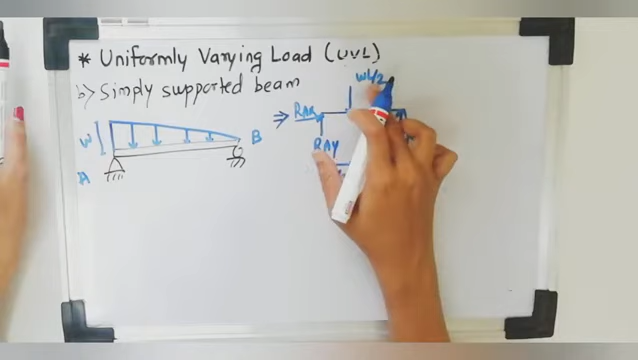 * Uniformly Varying Load (UVL)
b) Simply supported beam
WL/2
RAx
W
B
RAY
A